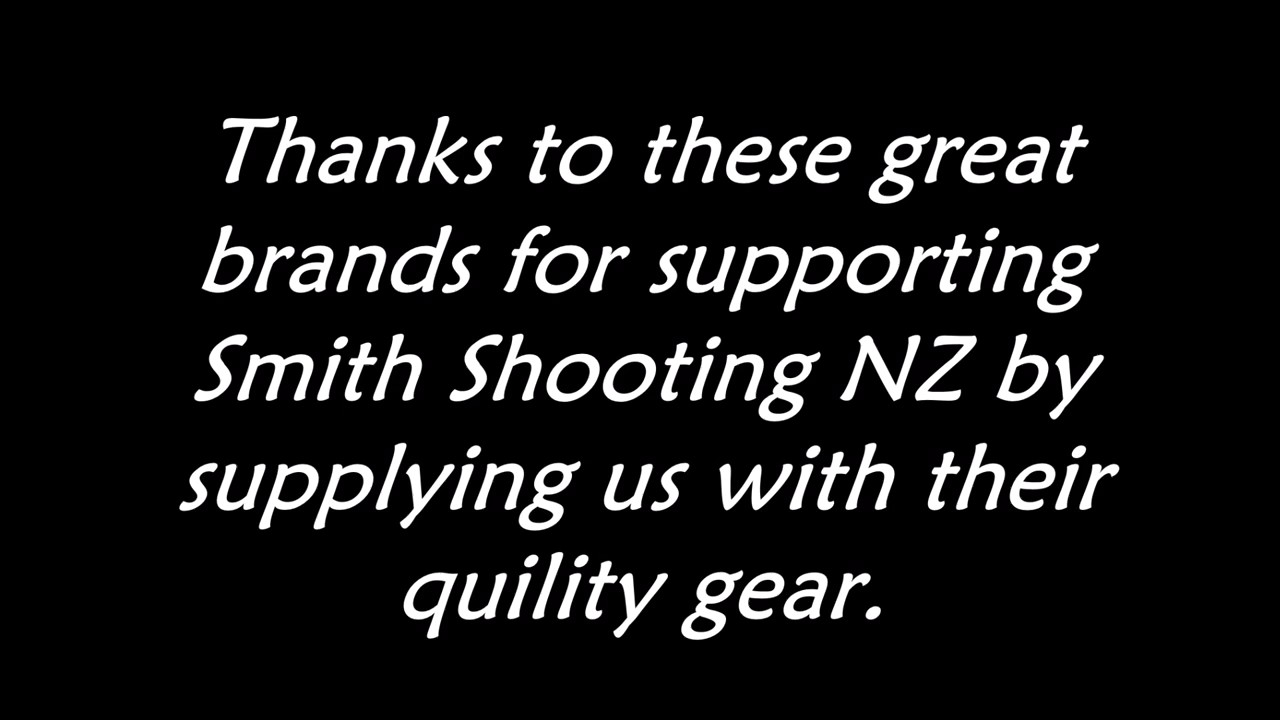 Thanks to these great
brands for supporting
Smith Shooting NZ by
supplying us with their
quility gear.